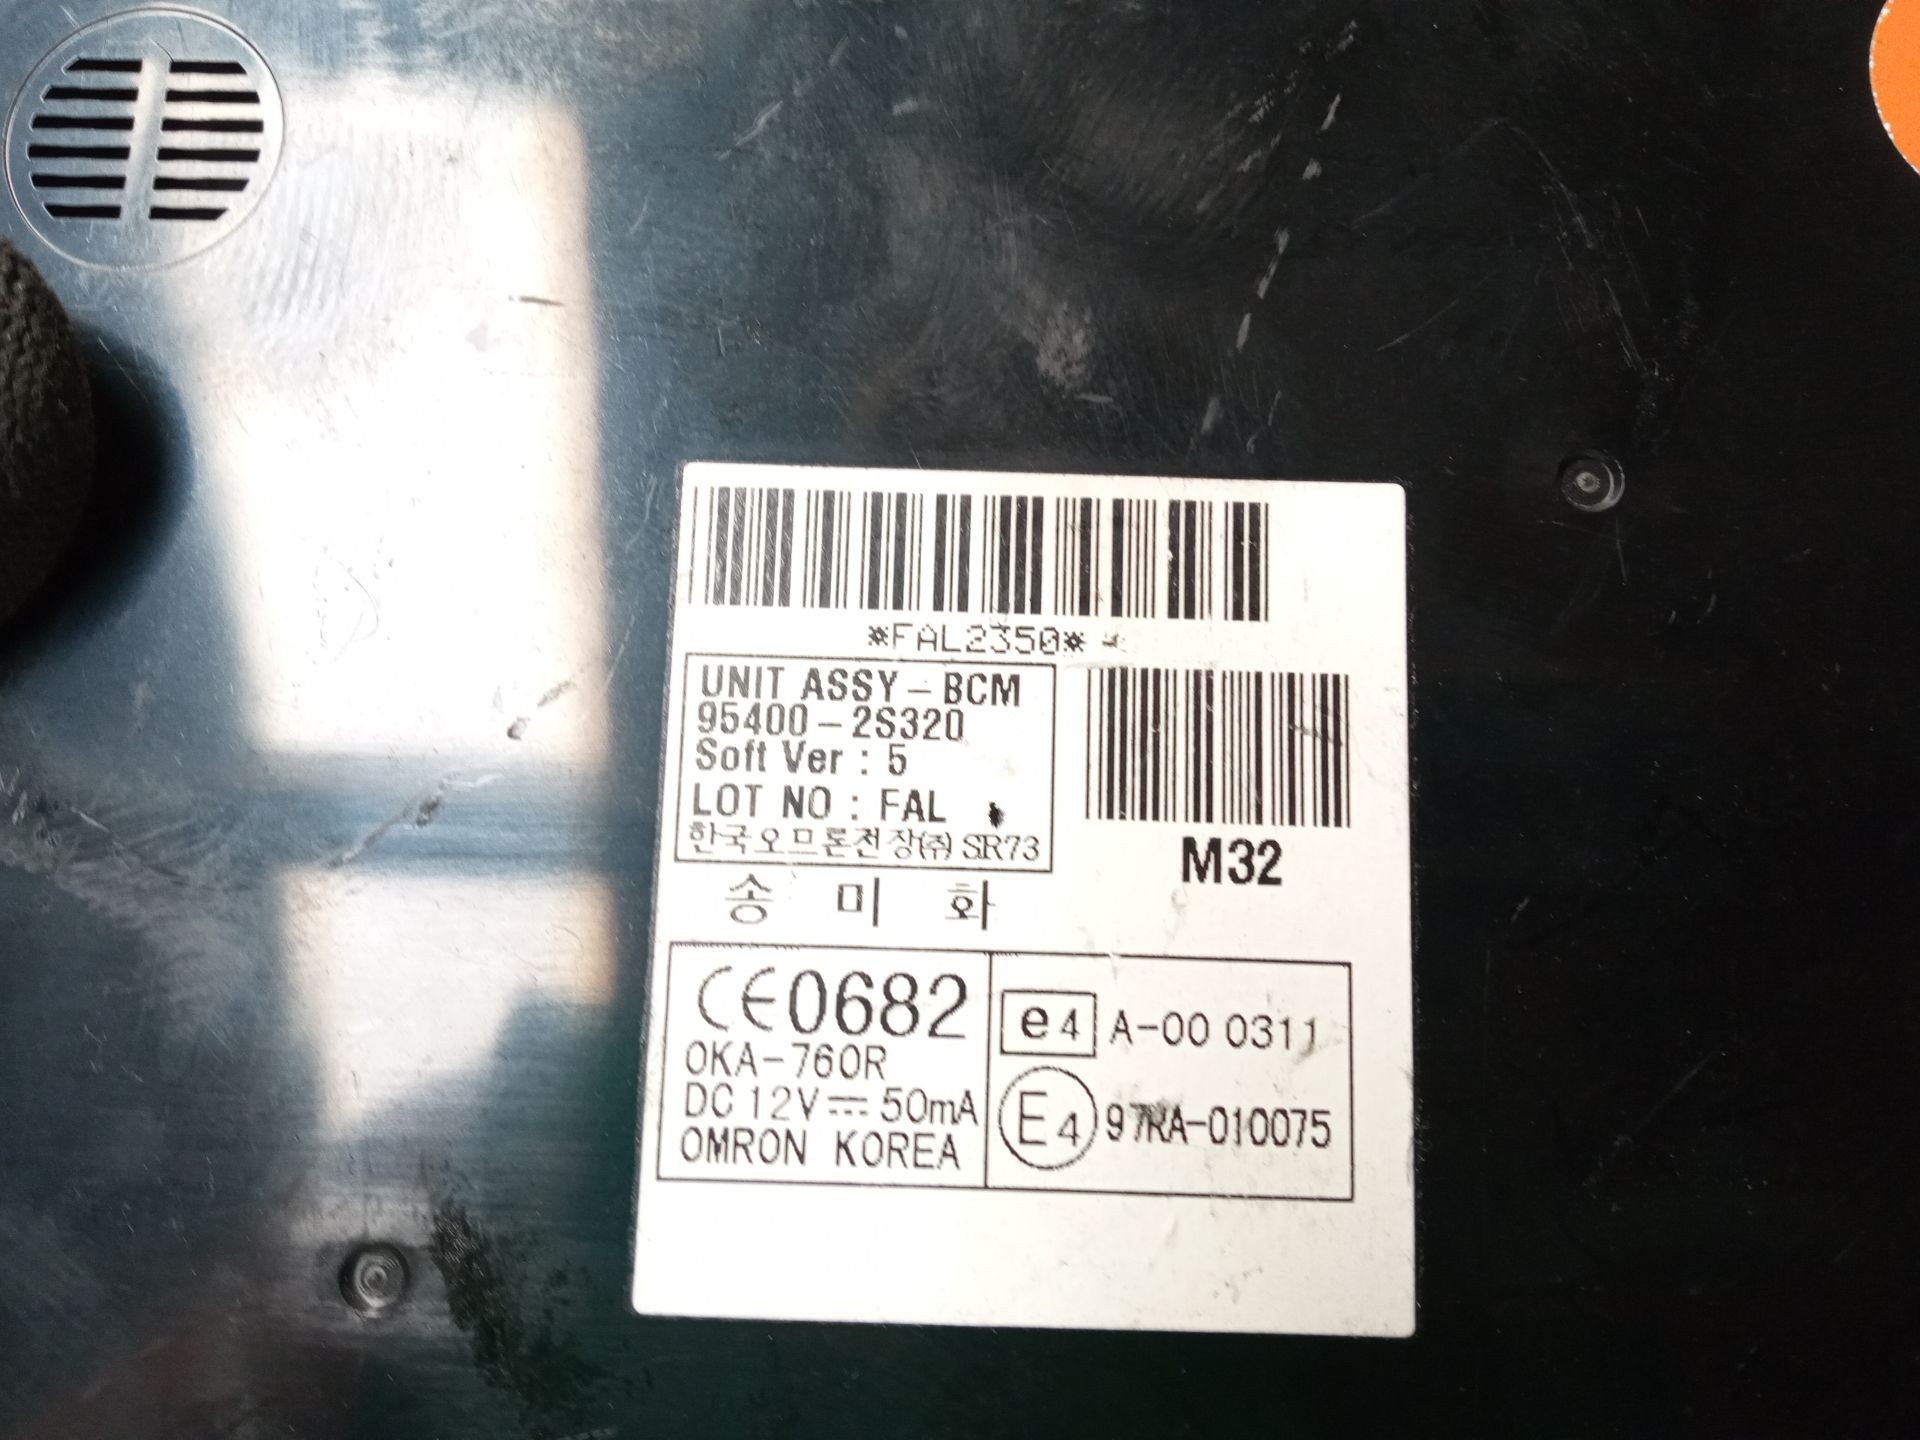 *FAL2350*
UNIT ASSY-BCM
95400-2S320
Soft Ver : 5
LOT NO : FAL
한국오므론전장(주) SR73
M32
송 미 화
CE0682
OKA-760R
DC 12V ⎓ 50mA
OMRON KOREA
e4 A-00 0311
E4 97RA-010075